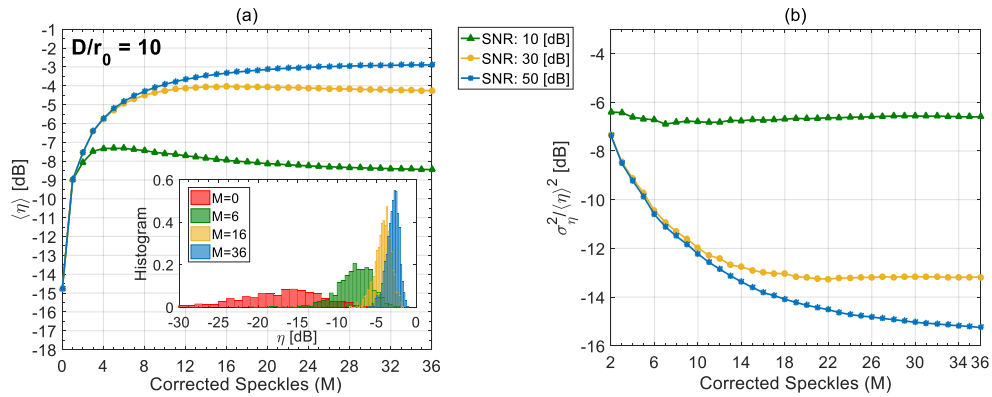 (a)
D/r0 = 10
⟨η⟩ [dB]
-1
-2
-3
-4
-5
-6
-7
-8
-9
-10
-11
-12
-13
-14
-15
-16
-17
-18
0 4 8 12 16 20 24 28 32 36
Corrected Speckles (M)
Histogram
0.6
0.4
0.2
0
M=0
M=6
M=16
M=36
-30 -25 -20 -15 -10 -5 0
η [dB]
SNR: 10 [dB]
SNR: 30 [dB]
SNR: 50 [dB]
(b)
σ²η/⟨η⟩² [dB]
-4
-6
-8
-10
-12
-14
-16
2 6 10 14 18 22 26 30 34 36
Corrected Speckles (M)